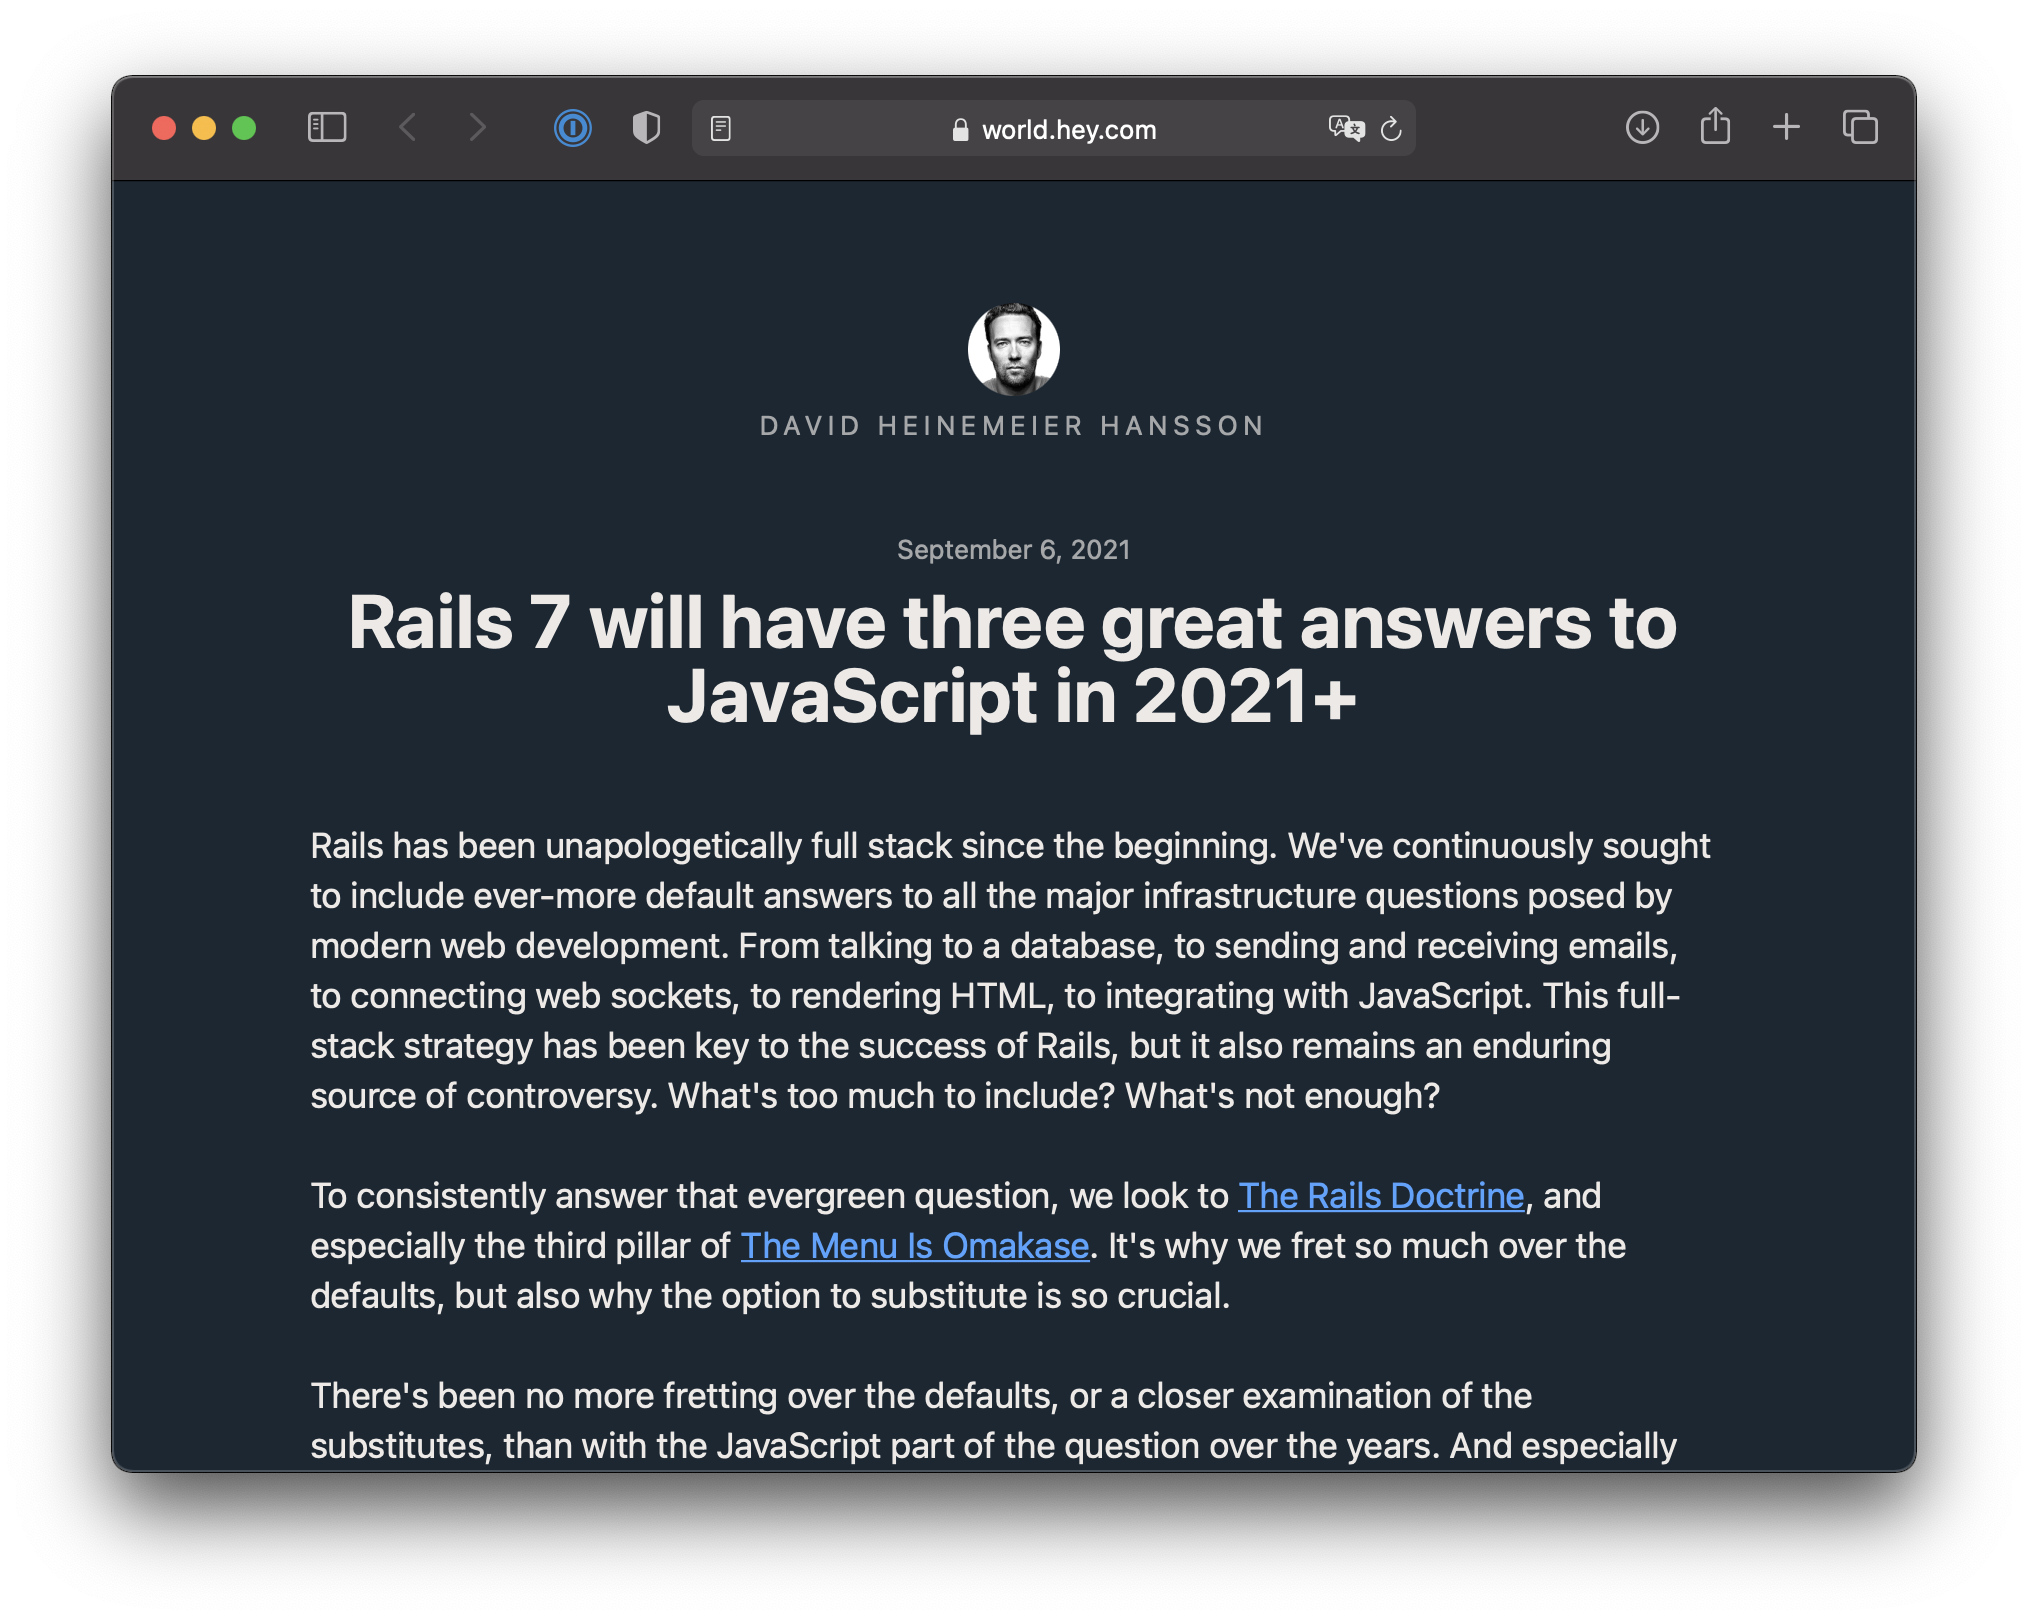 world.hey.com
DAVID HEINEMEIER HANSSON
September 6, 2021
Rails 7 will have three great answers to
JavaScript in 2021+
Rails has been unapologetically full stack since the beginning. We've continuously sought
to include ever-more default answers to all the major infrastructure questions posed by
modern web development. From talking to a database, to sending and receiving emails,
to connecting web sockets, to rendering HTML, to integrating with JavaScript. This full-
stack strategy has been key to the success of Rails, but it also remains an enduring
source of controversy. What's too much to include? What's not enough?
To consistently answer that evergreen question, we look to The Rails Doctrine, and
especially the third pillar of The Menu Is Omakase. It's why we fret so much over the
defaults, but also why the option to substitute is so crucial.
There's been no more fretting over the defaults, or a closer examination of the
substitutes, than with the JavaScript part of the question over the years. And especially